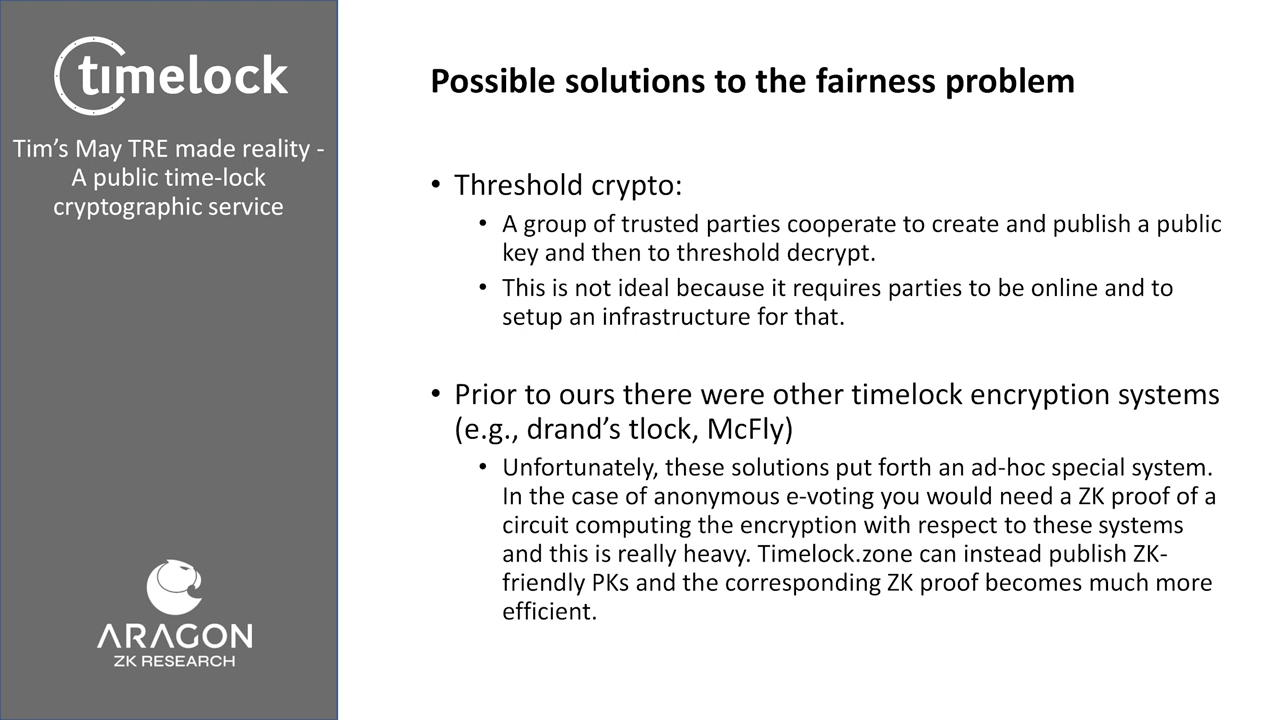 timelock
Tim's May TRE made reality -
A public time-lock
cryptographic service
ARAGON
ZK RESEARCH
Possible solutions to the fairness problem
• Threshold crypto:
• A group of trusted parties cooperate to create and publish a public
key and then to threshold decrypt.
• This is not ideal because it requires parties to be online and to
setup an infrastructure for that.
• Prior to ours there were other timelock encryption systems
(e.g., drand's tlock, McFly)
• Unfortunately, these solutions put forth an ad-hoc special system.
In the case of anonymous e-voting you would need a ZK proof of a
circuit computing the encryption with respect to these systems
and this is really heavy. Timelock.zone can instead publish ZK-
friendly PKs and the corresponding ZK proof becomes much more
efficient.